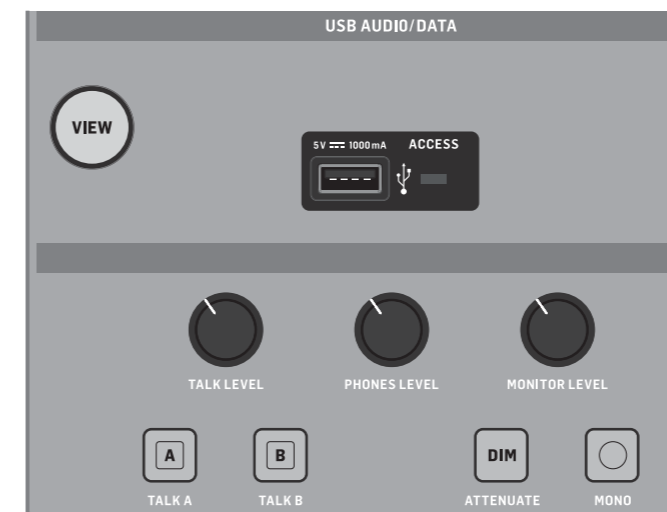 USB AUDIO/DATA
VIEW
5V ⎓ 1000mA ACCESS
TALK LEVEL PHONES LEVEL MONITOR LEVEL
A B DIM
TALK A TALK B ATTENUATE MONO